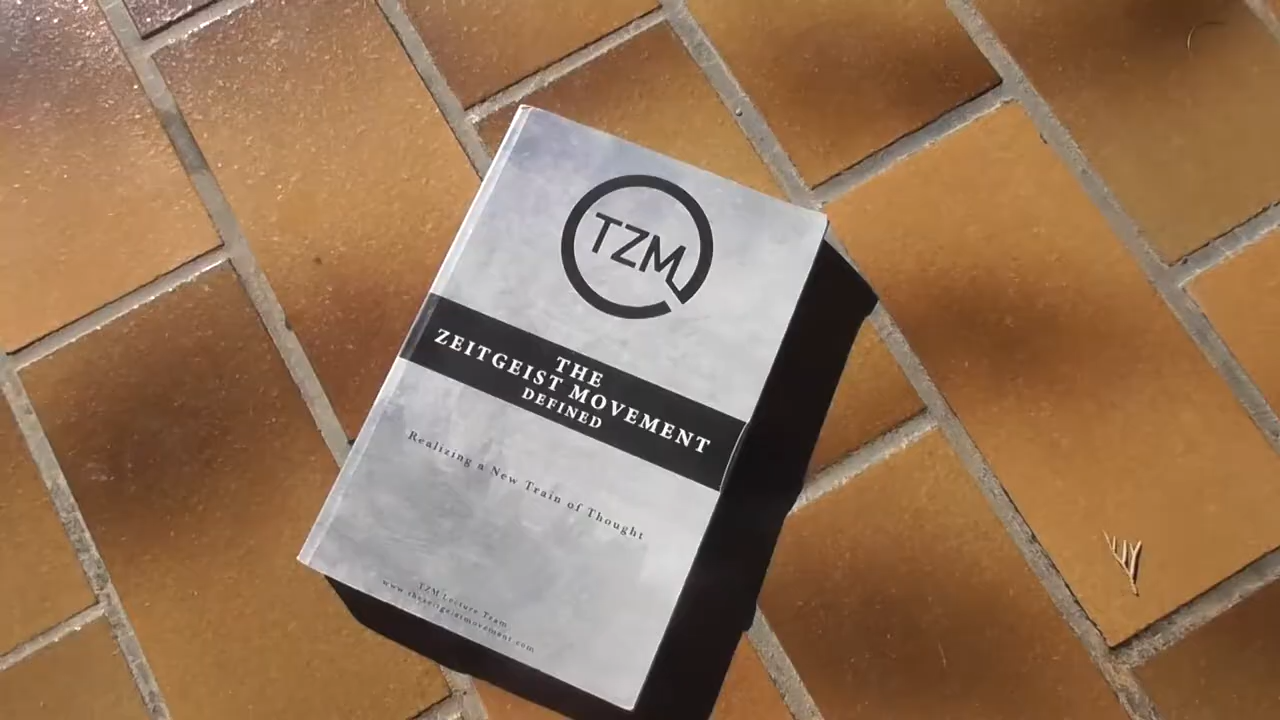 TZM
THE
ZEITGEIST MOVEMENT
DEFINED
Realizing a New Train of Thought
TZM Lecture Team
www.thezeitgeistmovement.com